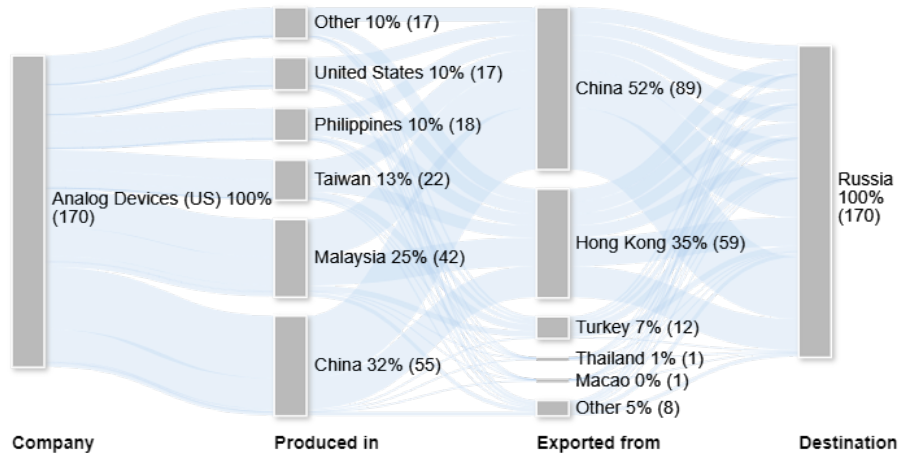 Other 10% (17)
United States 10% (17)
Philippines 10% (18)
Taiwan 13% (22)
Analog Devices (US) 100%
(170)
Malaysia 25% (42)
China 32% (55)
China 52% (89)
Hong Kong 35% (59)
Turkey 7% (12)
Thailand 1% (1)
Macao 0% (1)
Other 5% (8)
Russia
100%
(170)
Company
Produced in
Exported from
Destination